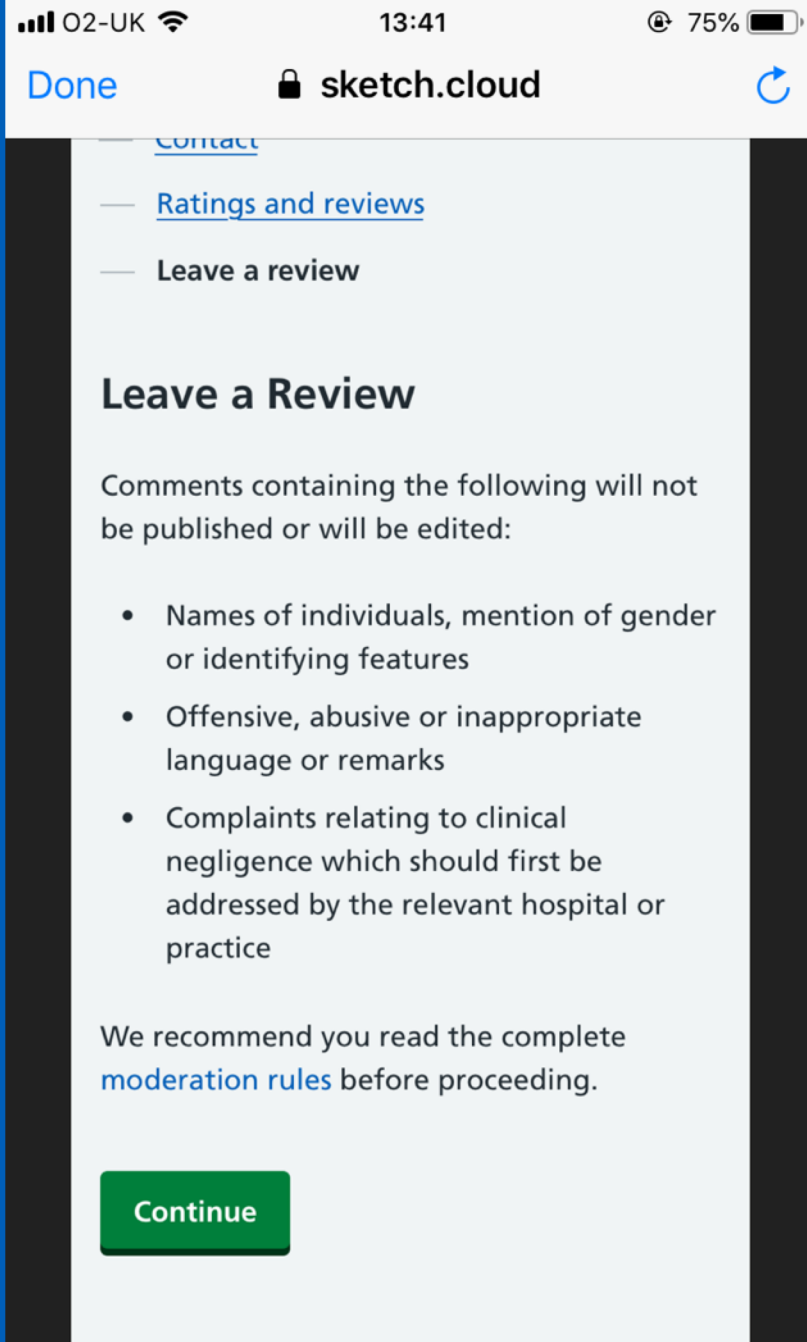 O2-UK 13:41 75%
Done sketch.cloud
Contact
Ratings and reviews
Leave a review
Leave a Review
Comments containing the following will not
be published or will be edited:
• Names of individuals, mention of gender
or identifying features
• Offensive, abusive or inappropriate
language or remarks
• Complaints relating to clinical
negligence which should first be
addressed by the relevant hospital or
practice
We recommend you read the complete
moderation rules before proceeding.
Continue